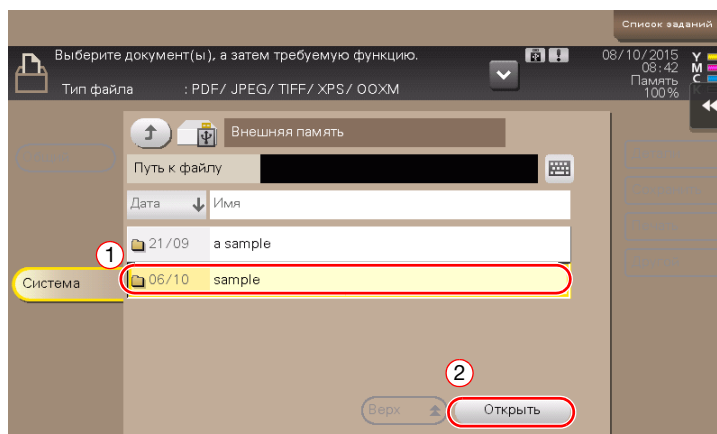 Список заданий
Выберите документ(ы), а затем требуемую функцию.
Тип файла : PDF/ JPEG/ TIFF/ XPS/ OOXM
08/10/2015
08:42
Память
100%
Y
M
C
K
Внешняя память
Путь к файлу
Дата
Имя
21/09 a sample
1
06/10 sample
Система
2
Верх
Открыть